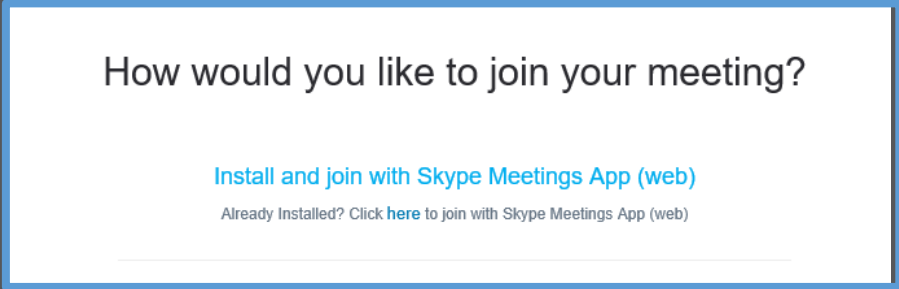 How would you like to join your meeting?
Install and join with Skype Meetings App (web)
Already Installed? Click here to join with Skype Meetings App (web)